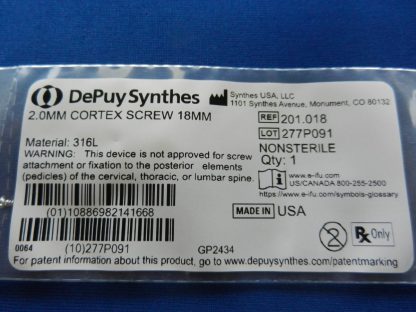 DePuy Synthes
Synthes USA, LLC
1101 Synthes Avenue, Monument, CO 80132
2.0MM CORTEX SCREW 18MM
REF 201.018
LOT 277P091
Material: 316L
NONSTERILE
WARNING: This device is not approved for screw
attachment or fixation to the posterior elements
(pedicles) of the cervical, thoracic, or lumbar spine.
Qty: 1
www.e-ifu.com
US/CANADA 800-255-2500
www.e-ifu.com/symbols-glossary
(01)10886982141668
MADE IN USA
0064
(10)277P091
GP2434
2
Rx Only
For patent information about this product, go to www.depuysynthes.com/patentmarking